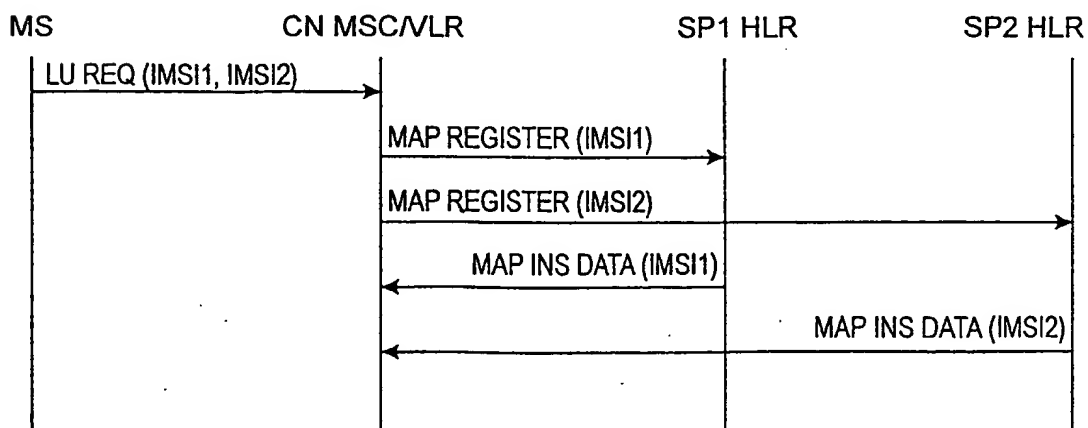 MS
CN MSC/VLR
SP1 HLR
SP2 HLR
LU REQ (IMSI1, IMSI2)
MAP REGISTER (IMSI1)
MAP REGISTER (IMSI2)
MAP INS DATA (IMSI1)
MAP INS DATA (IMSI2)